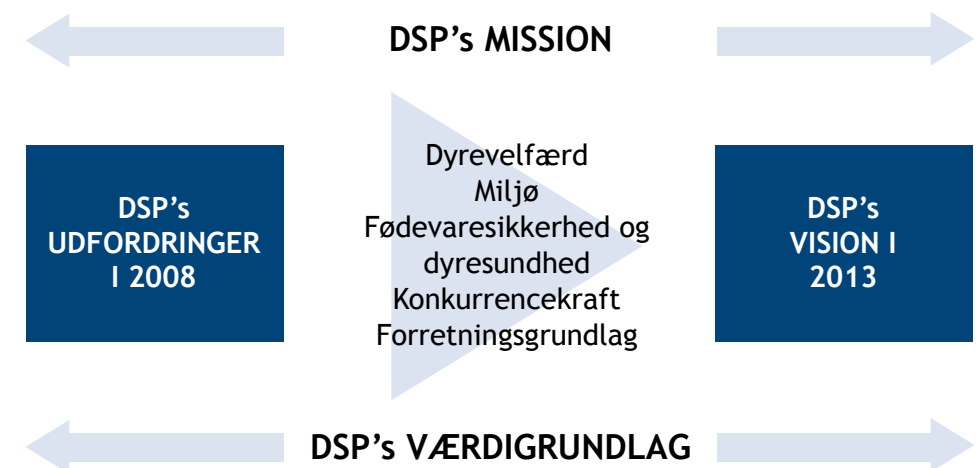 DSP’s MISSION
DSP’s
UDFORDRINGER
I 2008
Dyrevelfærd
Miljø
Fødevaresikkerhed og
dyresundhed
Konkurrencekraft
Forretningsgrundlag
DSP’s
VISION I
2013
DSP’s VÆRDIGRUNDLAG